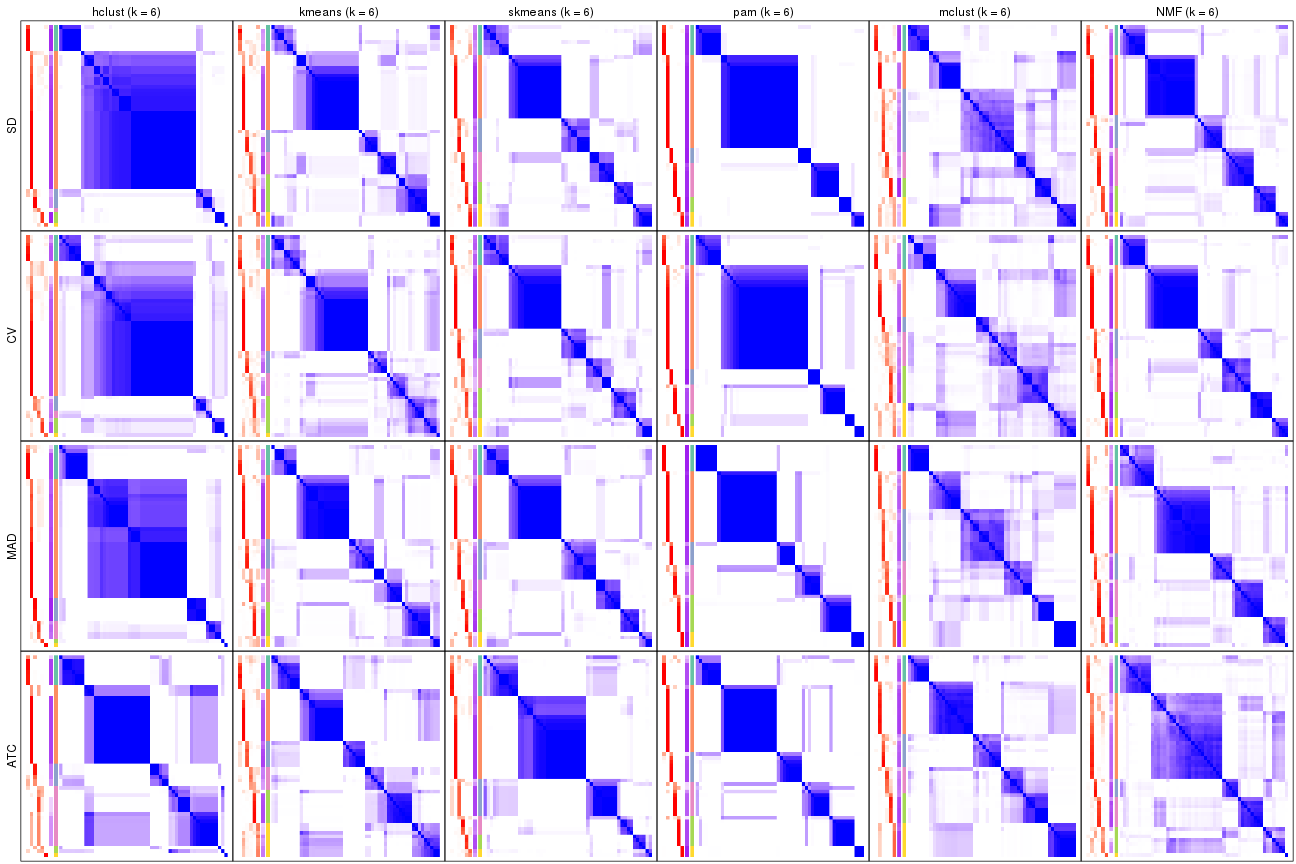 hclust (k = 6)
kmeans (k = 6)
skmeans (k = 6)
pam (k = 6)
mclust (k = 6)
NMF (k = 6)
SD
CV
MAD
ATC